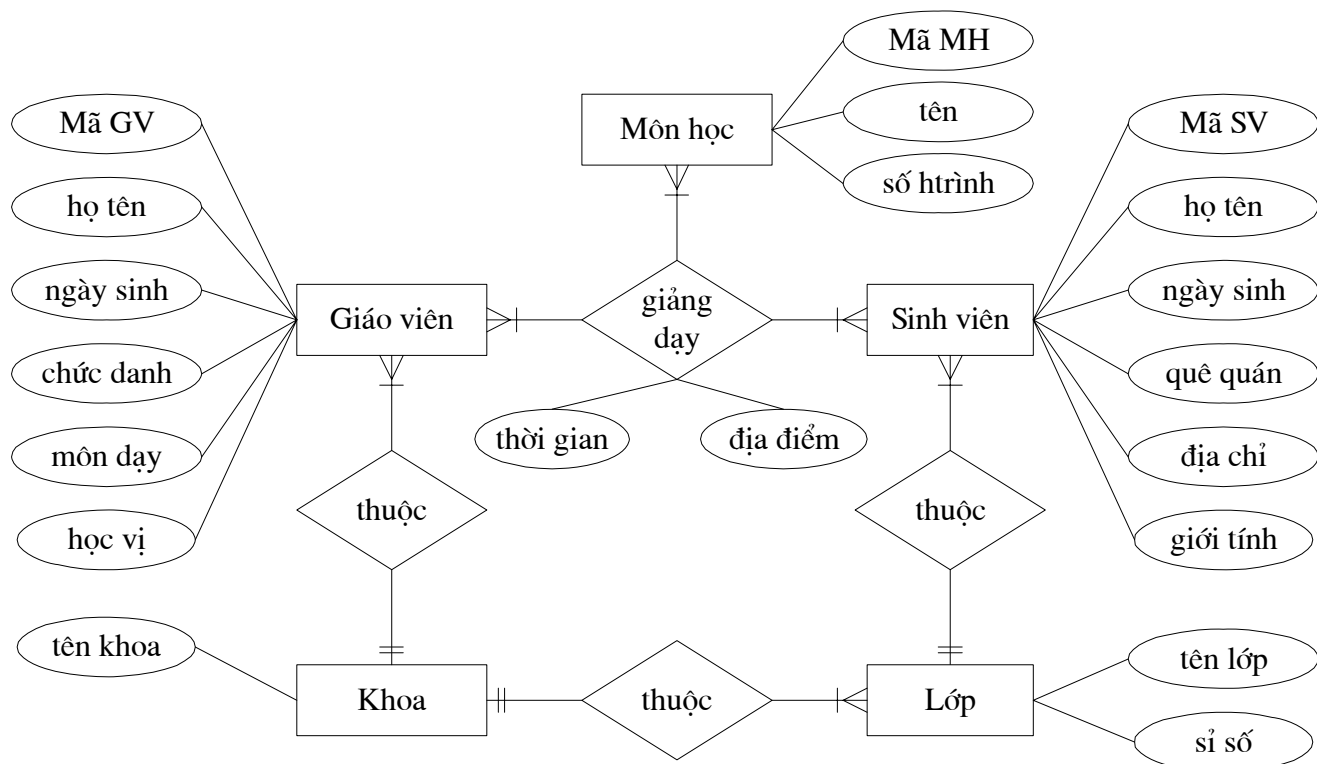 Mã MH
Mã GV
Môn học
tên
Mã SV
số htrình
họ tên
họ tên
ngày sinh
Giáo viên
giảng
dạy
Sinh viên
ngày sinh
chức danh
quê quán
thời gian
địa điểm
môn dạy
địa chỉ
thuộc
thuộc
học vị
giới tính
tên khoa
tên lớp
Khoa
thuộc
Lớp
sỉ số